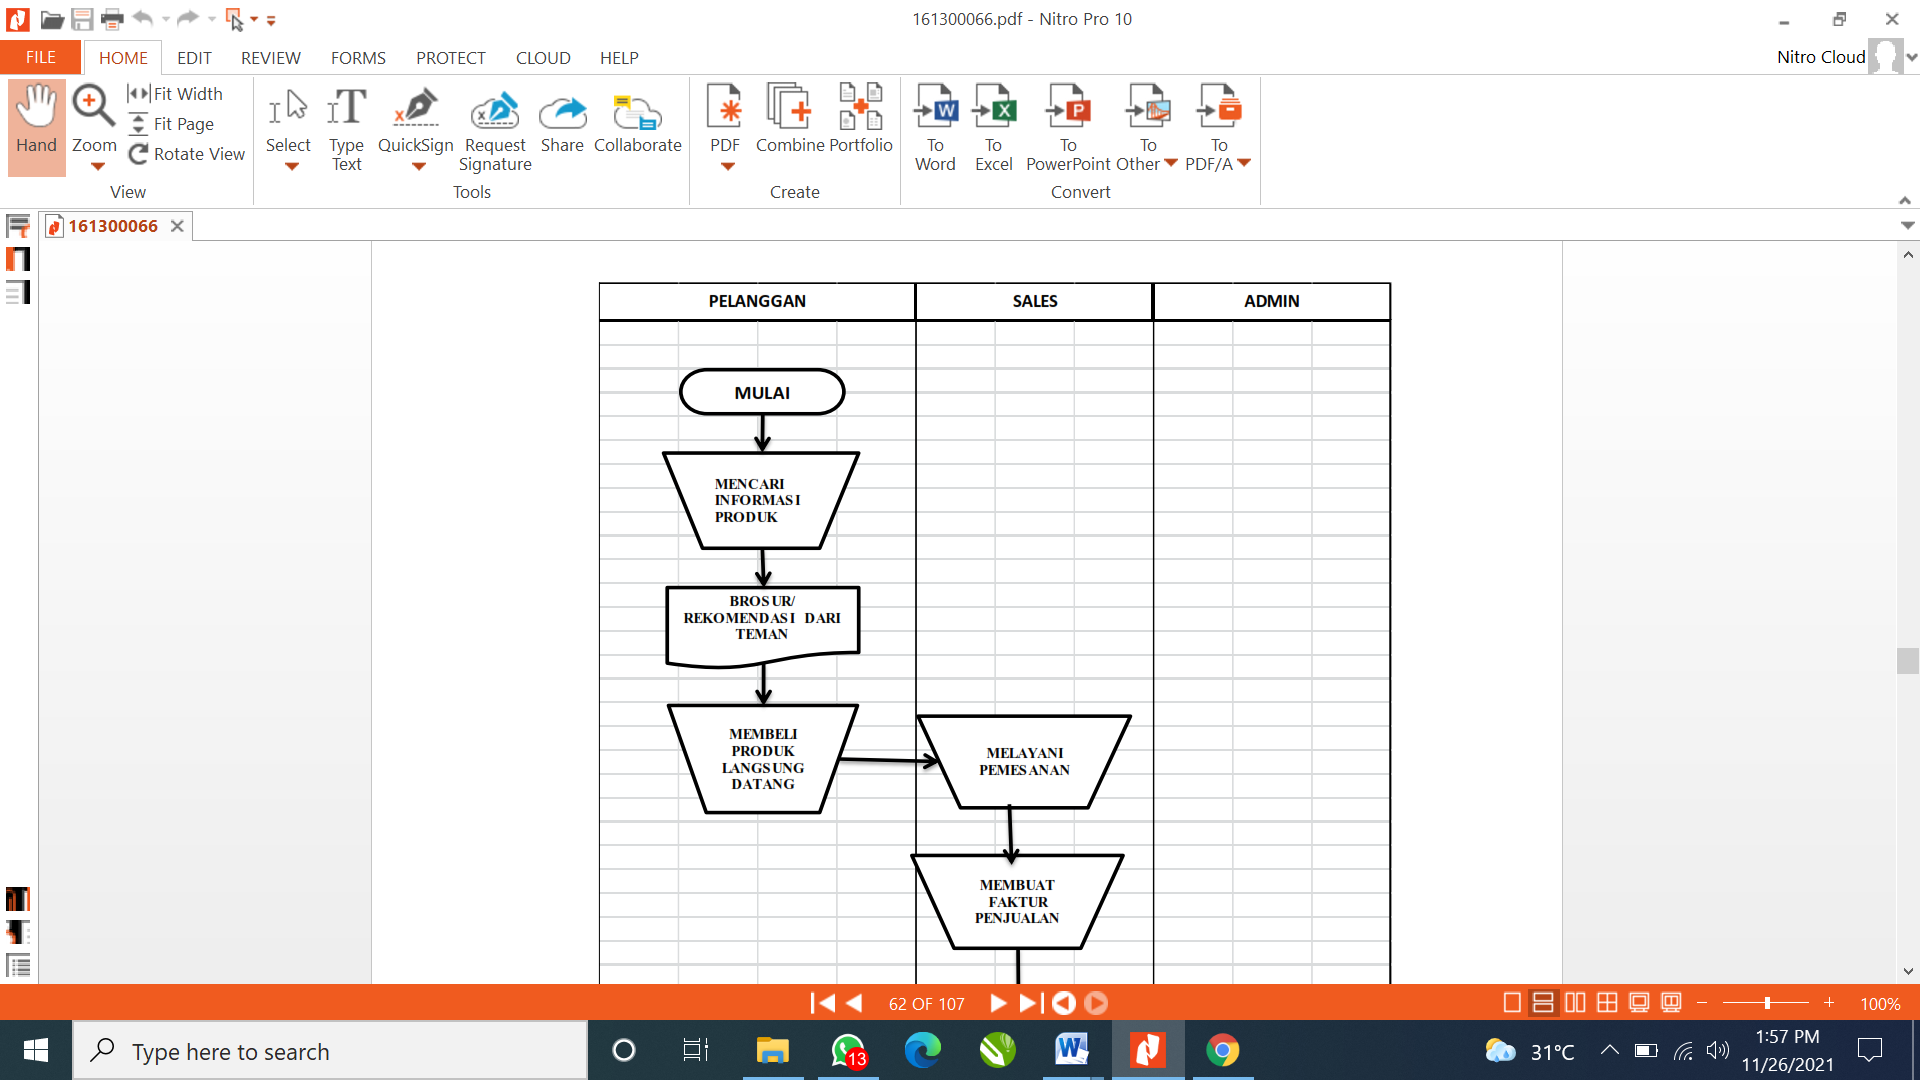 161300066.pdf - Nitro Pro 10
FILE
HOME
EDIT
REVIEW
FORMS
PROTECT
CLOUD
HELP
Nitro Cloud
Hand
Zoom
Fit Width
Fit Page
Rotate View
View
Select
Type
Text
QuickSign
Request
Signature
Share
Collaborate
Tools
PDF
Combine
Portfolio
Create
To
Word
To
Excel
To
PowerPoint
To
Other
To
PDF/A
Convert
161300066
PELANGGAN
SALES
ADMIN
MULAI
MENCARI
INFORMASI
PRODUK
BROSUR/
REKOMENDASI DARI
TEMAN
MEMBELI
PRODUK
LANGSUNG
DATANG
MELAYANI
PEMESANAN
MEMBUAT
FAKTUR
PENJUALAN
62 OF 107
100%
Type here to search
13
31°C
1:57 PM
11/26/2021